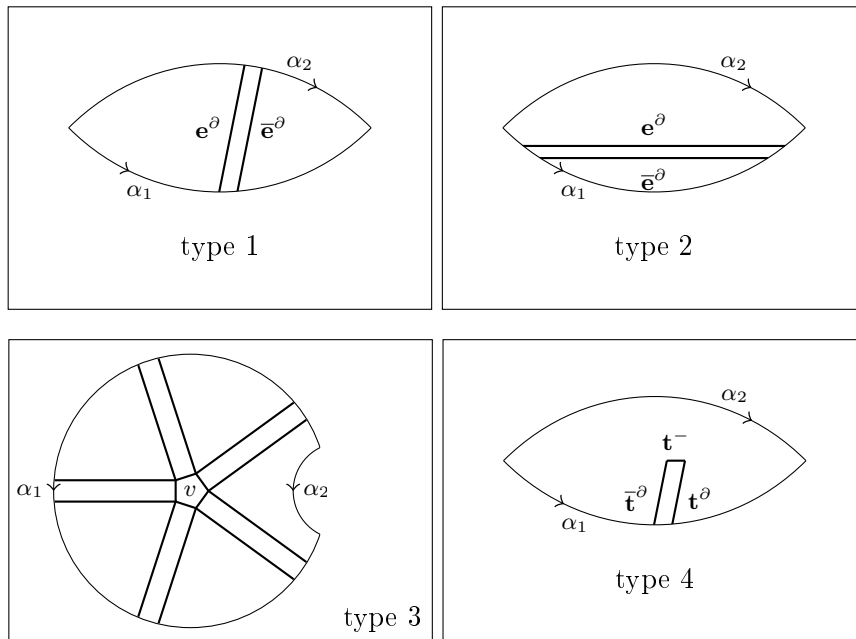 α₂
𝐞^∂ 𝐞̅^∂
α₁
type 1
α₂
𝐞^∂
α₁ 𝐞̅^∂
type 2
α₁ v α₂
type 3
α₂
𝐭⁻
𝐭̅^∂ 𝐭^∂
α₁
type 4